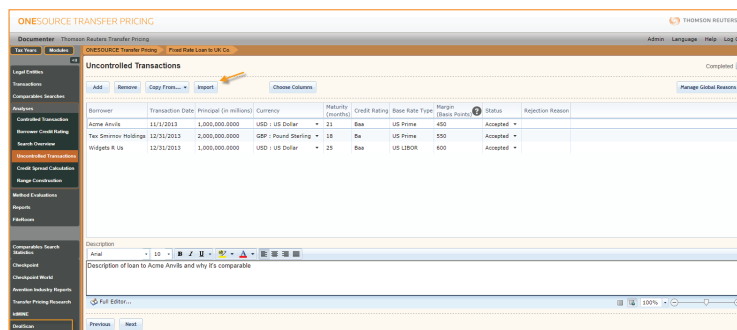 ONESOURCE TRANSFER PRICING
THOMSON REUTERS
Documenter Thomson Reuters Transfer Pricing
Admin Language Help Log
Tax Years Modules ONESOURCE Transfer Pricing Fixed Rate Loan to UK Co
Legal Entities
Transactions
Comparables Searches
Analyses
Controlled Transaction
Borrower Credit Rating
Search Overview
Uncontrolled Transactions
Credit Spread Calculation
Range Construction
Method Evaluations
Reports
FileRoom
Comparables Search
Statistics
Checkpoint
Checkpoint World
Avention Industry Reports
Transfer Pricing Research
IdMINE
DealScan
Uncontrolled Transactions
Completed
Add Remove Copy From... Import Choose Columns Manage Global Reasons
Borrower Transaction Date Principal (in millions) Currency Maturity (months) Credit Rating Base Rate Type Margin (Basis Points) ? Status Rejection Reason
Acme Anvils 11/1/2013 1,000,000.0000 USD : US Dollar 21 Baa US Prime 450 Accepted
Tex Smirnov Holdings 12/31/2013 2,000,000.0000 GBP : Pound Sterling 18 Ba US Prime 550 Accepted
Widgets R Us 12/31/2013 1,000,000.0000 USD : US Dollar 25 Baa US LIBOR 600 Accepted
Description
Arial 10 B I U A
Description of loan to Acme Anvils and why it's comparable
Full Editor...
100%
Previous Next